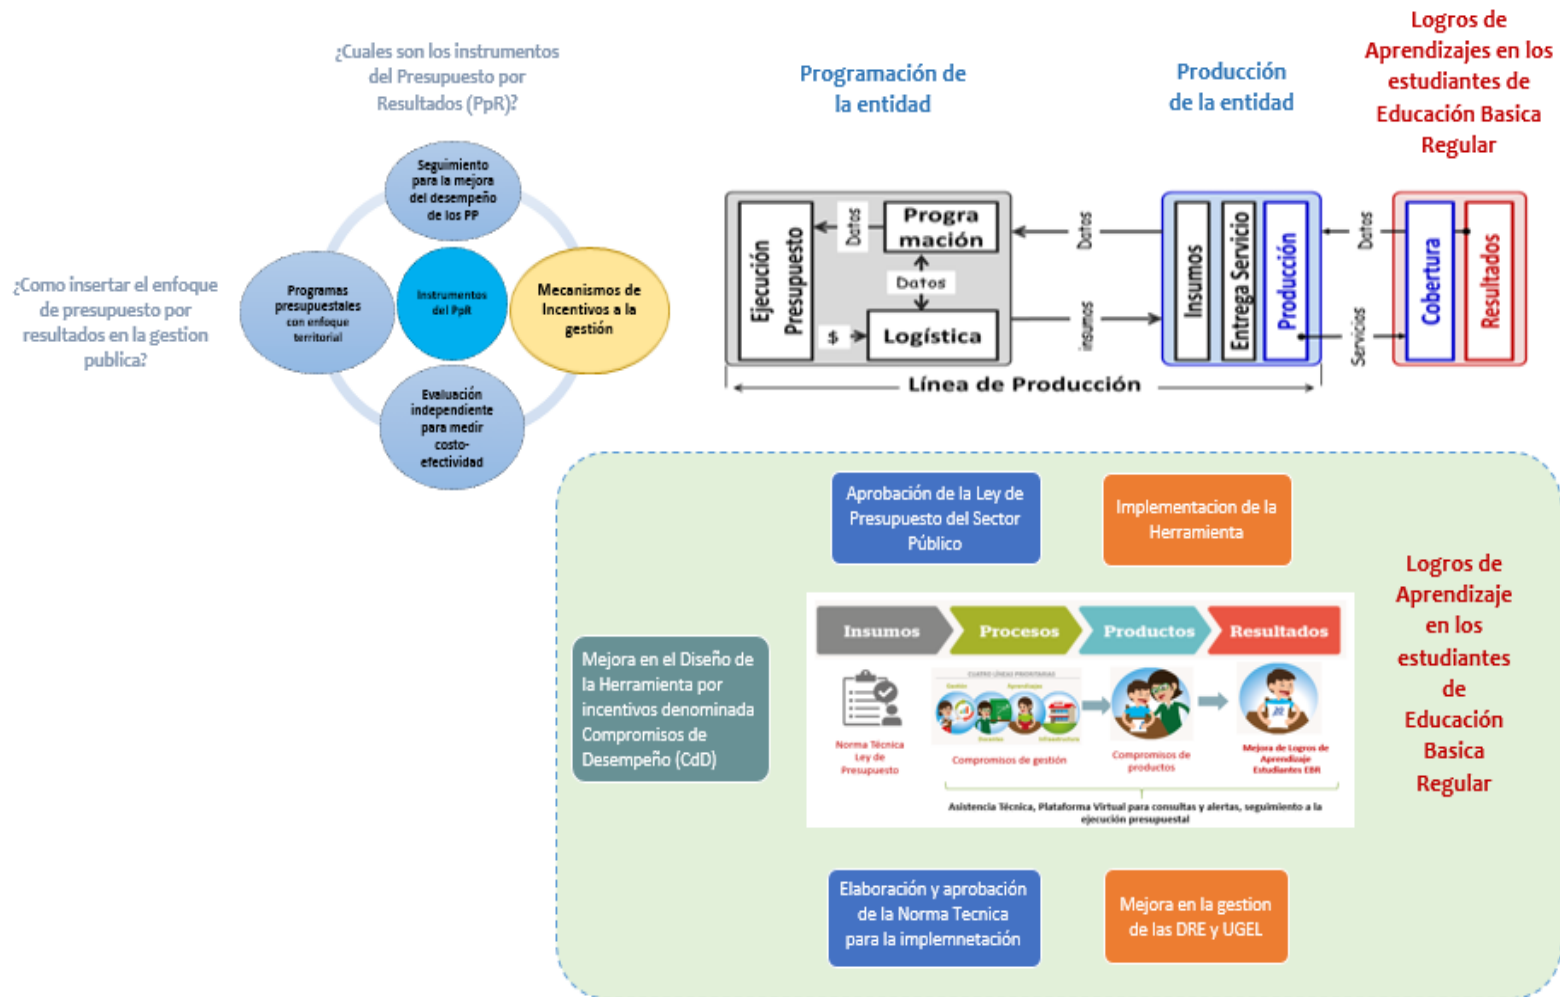 ¿Cuales son los instrumentos
del Presupuesto por
Resultados (PpR)?
¿Como insertar el enfoque
de presupuesto por
resultados en la gestion
publica?
Seguimiento
para la mejora
del desempeño
de los PP
Programas
presupuestales
con enfoque
territorial
Instrumentos
del PpR
Mecanismos de
Incentivos a la
gestión
Evaluación
independiente
para medir
costo-
efectividad
Programación de
la entidad
Producción
de la entidad
Logros de
Aprendizajes en los
estudiantes de
Educación Basica
Regular
Ejecución
Presupuesto
Datos
Progra
mación
Datos
$
Logística
Datos
insumos
Insumos
Entrega Servicio
Producción
Datos
Servicios
Cobertura
Resultados
Línea de Producción
Aprobación de la Ley de
Presupuesto del Sector
Público
Implementacion de la
Herramienta
Mejora en el Diseño de
la Herramienta por
incentivos denominada
Compromisos de
Desempeño (CdD)
Insumos
Procesos
Productos
Resultados
CUATRO LÍNEAS PRIORITARIAS
Gestión
Aprendizajes
Docentes
Infraestructura
Norma Técnica
Ley de
Presupuesto
Compromisos de gestión
Compromisos de
productos
Mejora de Logros de
Aprendizaje
Estudiantes EBR
Asistencia Técnica, Plataforma Virtual para consultas y alertas, seguimiento a la
ejecución presupuestal
Logros de
Aprendizaje
en los
estudiantes
de
Educación
Basica
Regular
Elaboración y aprobación
de la Norma Tecnica
para la implemnetación
Mejora en la gestion
de las DRE y UGEL